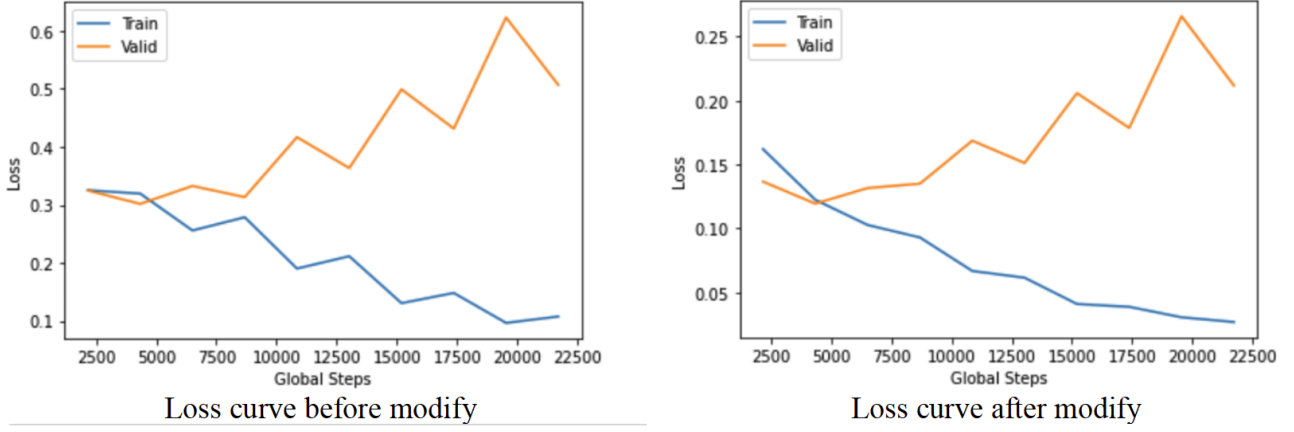 Train
Valid
0.6
0.5
0.4
0.3
0.2
0.1
Loss
2500 5000 7500 10000 12500 15000 17500 20000 22500
Global Steps
Loss curve before modify
Train
Valid
0.25
0.20
0.15
0.10
0.05
Loss
2500 5000 7500 10000 12500 15000 17500 20000 22500
Global Steps
Loss curve after modify